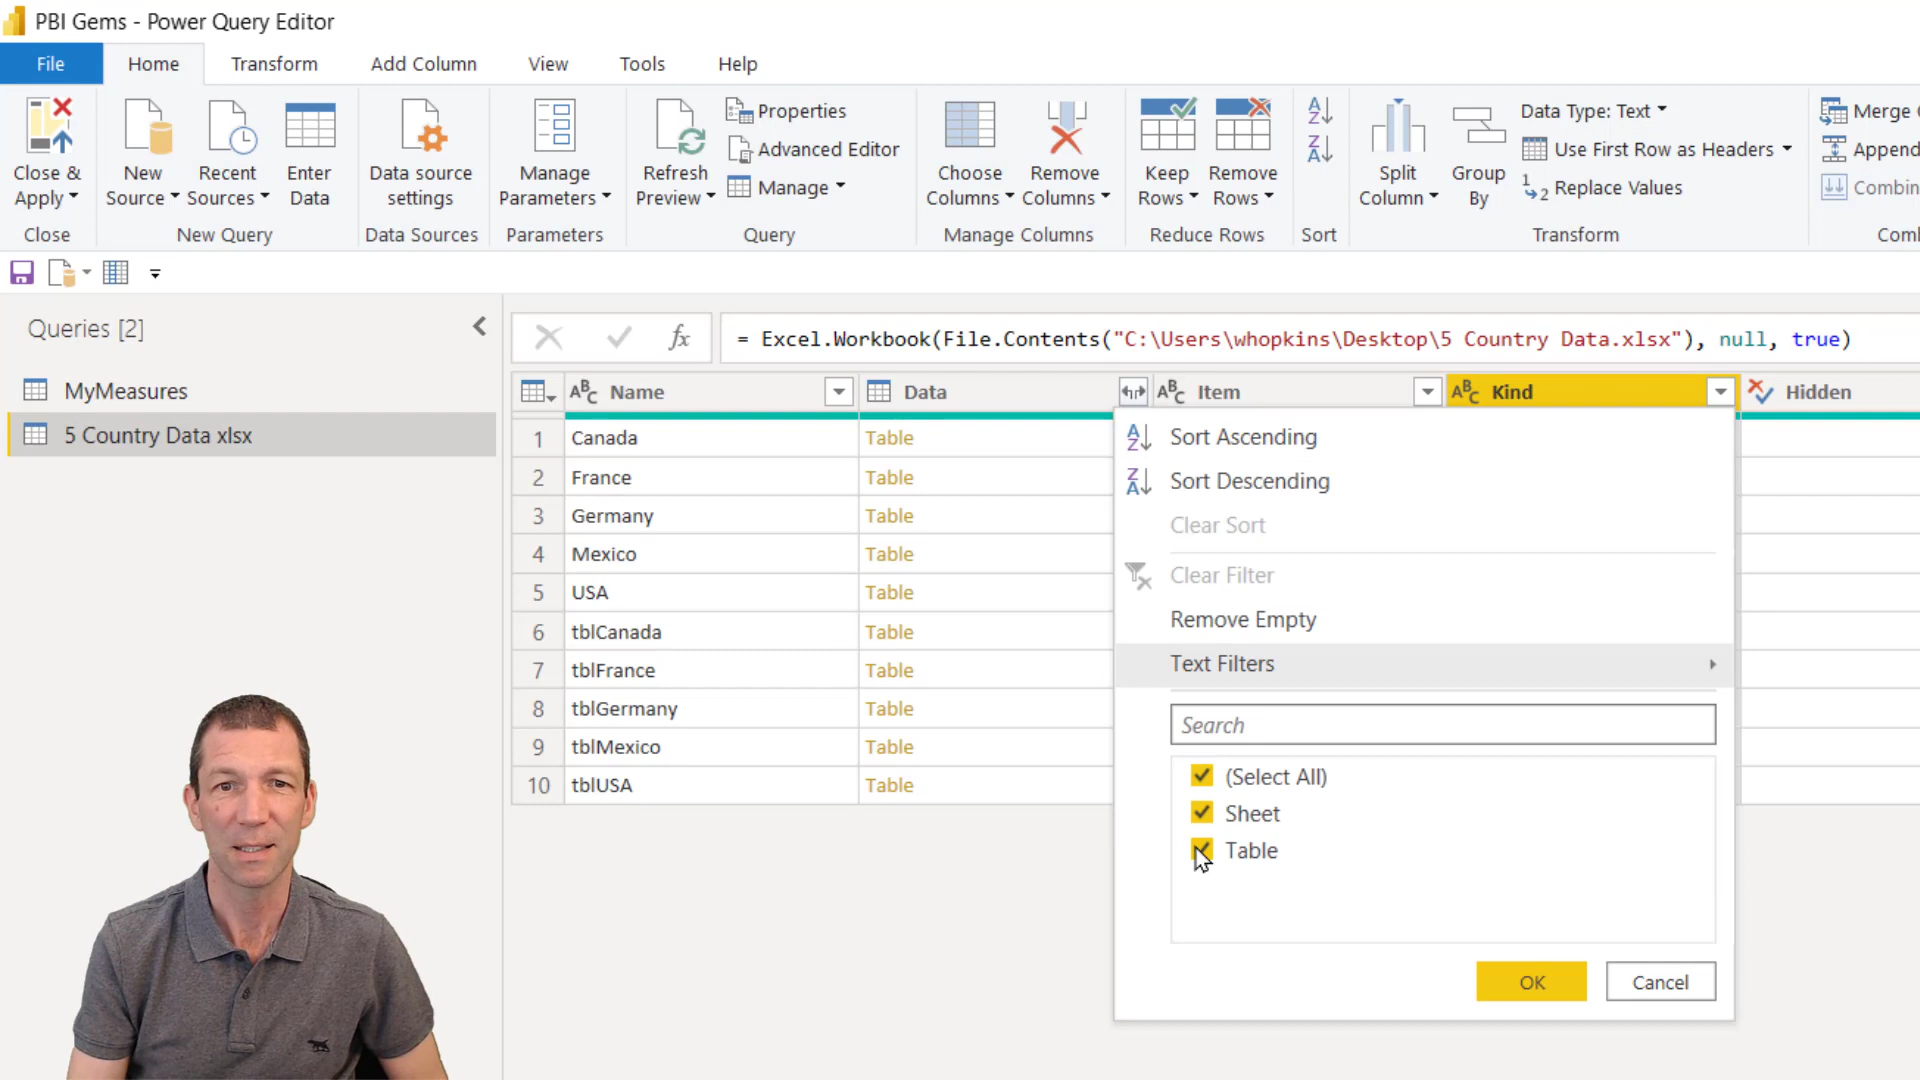 PBI Gems - Power Query Editor
File Home Transform Add Column View Tools Help
Close & Apply
New Source
Recent Sources
Enter Data
Data source settings
Manage Parameters
Refresh Preview
Properties
Advanced Editor
Manage
Choose Columns
Remove Columns
Keep Rows
Remove Rows
Split Column
Group By
Data Type: Text
Use First Row as Headers
Replace Values
Merge
Append
Combin
Close New Query Data Sources Parameters Query Manage Columns Reduce Rows Sort Transform Comb
Queries [2]
MyMeasures
5 Country Data xlsx
fx = Excel.Workbook(File.Contents("C:\Users\whopkins\Desktop\5 Country Data.xlsx"), null, true)
Name Data Item Kind Hidden
1 Canada Table
2 France Table
3 Germany Table
4 Mexico Table
5 USA Table
6 tblCanada Table
7 tblFrance Table
8 tblGermany Table
9 tblMexico Table
10 tblUSA Table
Sort Ascending
Sort Descending
Clear Sort
Clear Filter
Remove Empty
Text Filters
Search
(Select All)
Sheet
Table
OK Cancel